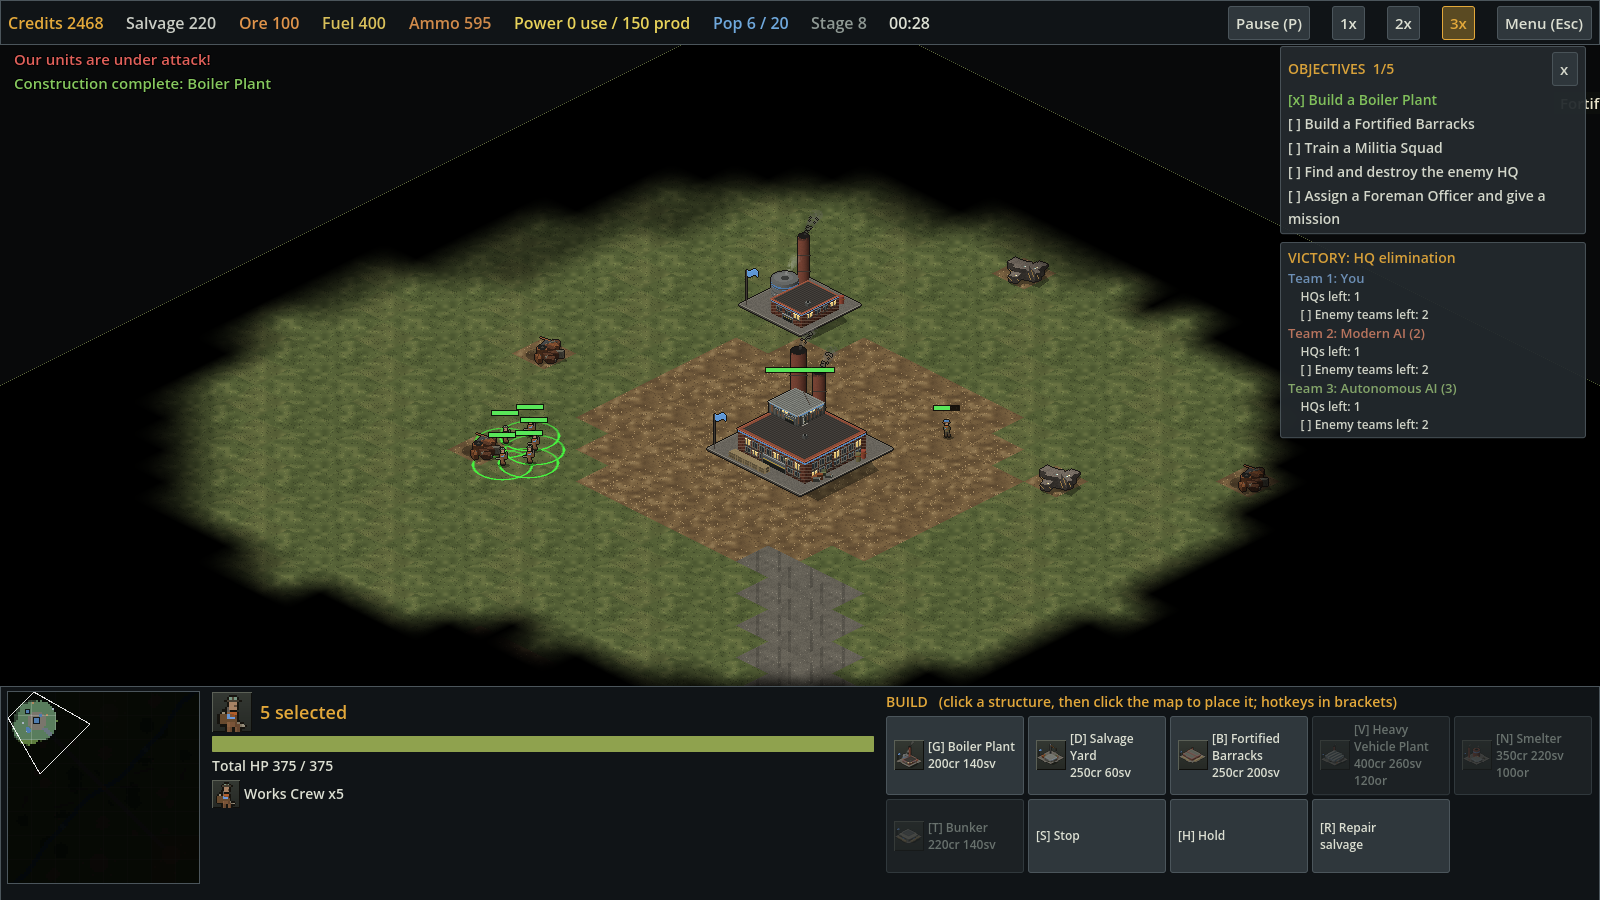 Credits 2468 Salvage 220 Ore 100 Fuel 400 Ammo 595 Power 0 use / 150 prod Pop 6 / 20 Stage 8 00:28 Pause (P) 1x 2x 3x Menu (Esc)
Our units are under attack!
Construction complete: Boiler Plant
OBJECTIVES 1/5 x
[x] Build a Boiler Plant
[ ] Build a Fortified Barracks
[ ] Train a Militia Squad
[ ] Find and destroy the enemy HQ
[ ] Assign a Foreman Officer and give a
mission
VICTORY: HQ elimination
Team 1: You
HQs left: 1
[ ] Enemy teams left: 2
Team 2: Modern AI (2)
HQs left: 1
[ ] Enemy teams left: 2
Team 3: Autonomous AI (3)
HQs left: 1
[ ] Enemy teams left: 2
5 selected
Total HP 375 / 375
Works Crew x5
BUILD (click a structure, then click the map to place it; hotkeys in brackets)
[G] Boiler Plant
200cr 140sv
[D] Salvage
Yard
250cr 60sv
[B] Fortified
Barracks
250cr 200sv
[V] Heavy
Vehicle Plant
400cr 260sv
120or
[N] Smelter
350cr 220sv
100or
[T] Bunker
220cr 140sv
[S] Stop
[H] Hold
[R] Repair
salvage